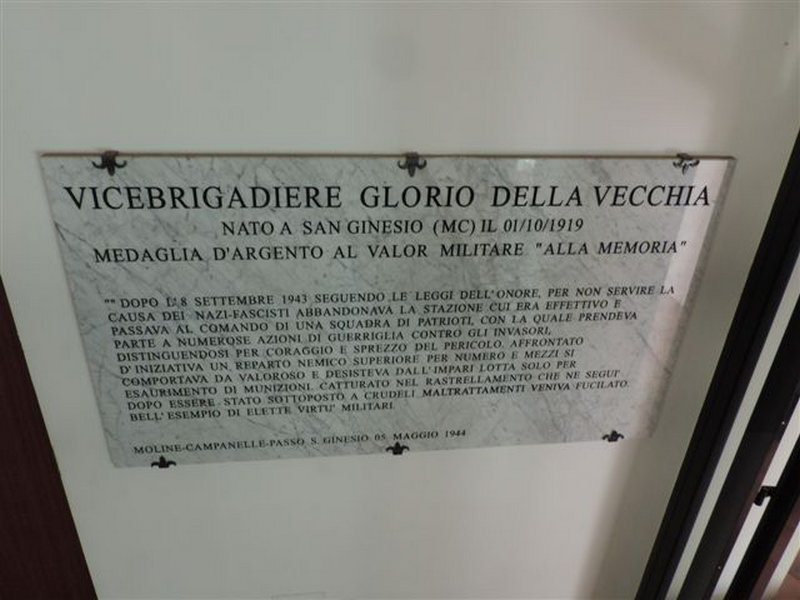 VICEBRIGADIERE GLORIO DELLA VECCHIA
NATO A SAN GINESIO (MC) IL 01/10/1919
MEDAGLIA D'ARGENTO AL VALOR MILITARE "ALLA MEMORIA"
"" DOPO L' 8 SETTEMBRE 1943 SEGUENDO LE LEGGI DELL'ONORE, PER NON SERVIRE LA
CAUSA DEI NAZI-FASCISTI ABBANDONAVA LA STAZIONE CUI ERA EFFETTIVO E
PASSAVA AL COMANDO DI UNA SQUADRA DI PATRIOTI, CON LA QUALE PRENDEVA
PARTE A NUMEROSE AZIONI DI GUERRIGLIA CONTRO GLI INVASORI,
DISTINGUENDOSI PER CORAGGIO E SPREZZO DEL PERICOLO. AFFRONTATO
D'INIZIATIVA UN REPARTO NEMICO SUPERIORE PER NUMERO E MEZZI SI
COMPORTAVA DA VALOROSO E DESISTEVA DALL'IMPARI LOTTA SOLO PER
ESAURIMENTO DI MUNIZIONI. CATTURATO NEL RASTRELLAMENTO CHE NE SEGUI'
DOPO ESSERE STATO SOTTOPOSTO A CRUDELI MALTRATTAMENTI VENIVA FUCILATO.
BELL'ESEMPIO DI ELETTE VIRTU' MILITARI.
MOLINE-CAMPANELLE-PASSO S. GINESIO 05 MAGGIO 1944